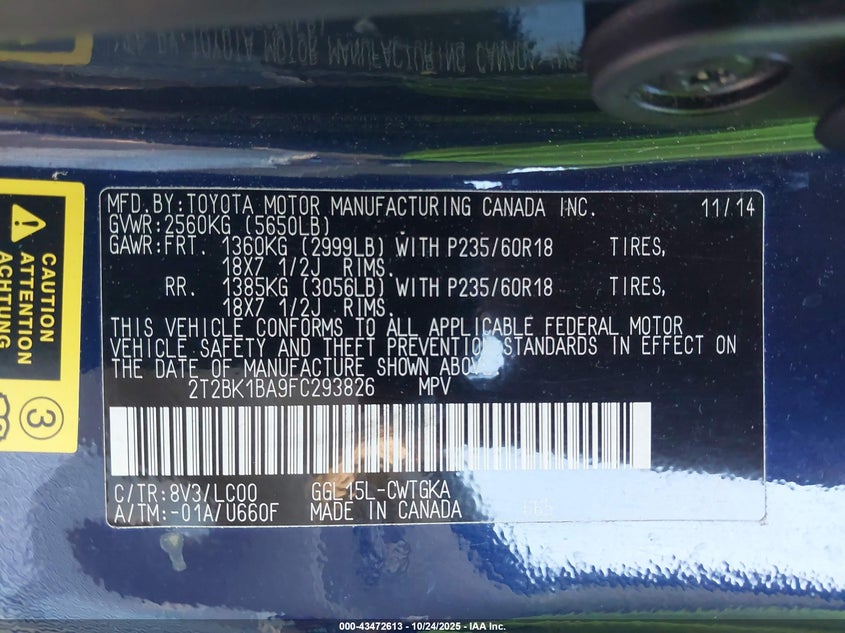 MFD.BY:TOYOTA MOTOR MANUFACTURING CANADA INC. 11/14
GVWR:2560KG (5650LB)
GAWR:FRT. 1360KG (2999LB) WITH P235/60R18 TIRES,
18X7 1/2J RIMS.
RR. 1385KG (3056LB) WITH P235/60R18 TIRES,
18X7 1/2J RIMS.
THIS VEHICLE CONFORMS TO ALL APPLICABLE FEDERAL MOTOR
VEHICLE SAFETY AND THEFT PREVENTION STANDARDS IN EFFECT ON
THE DATE OF MANUFACTURE SHOWN ABOVE.
2T2BK1BA9FC293826 MPV
C/TR:8V3/LC00 GGL15L-CWTGKA
A/TM:-01A/U660F MADE IN CANADA
CAUTION
ATTENTION
ACHTUNG
3
000-43472613 - 10/24/2025 - IAA Inc.